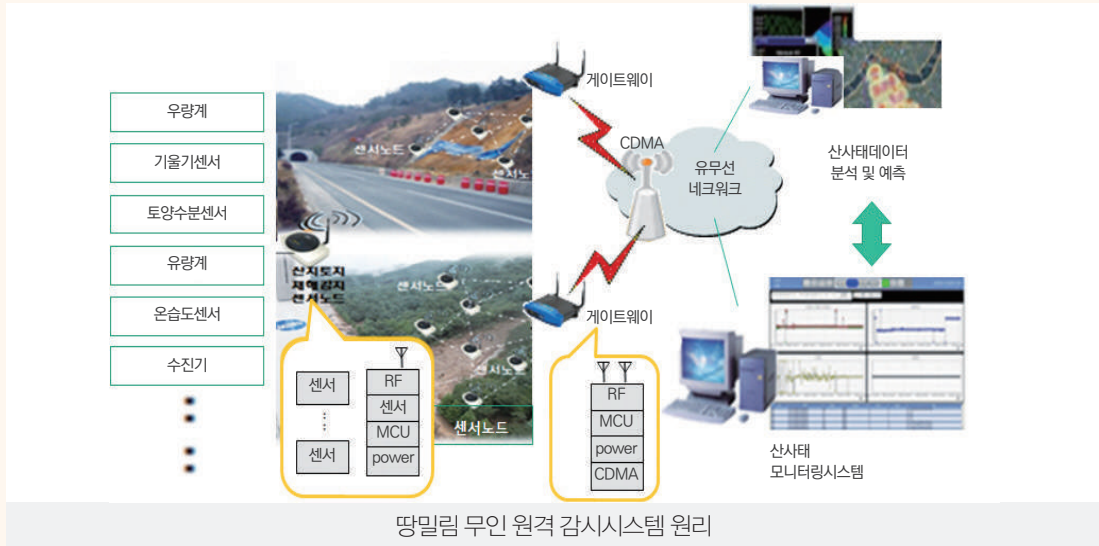 우량계
기울기센서
토양수분센서
유량계
온습도센서
수진기
센서노드
센서노드
산지토지
재해감지
센서노드
센서노드
센서노드
센서노드
센서
센서
RF
센서
MCU
power
게이트웨이
CDMA
유무선
네크워크
게이트웨이
RF
MCU
power
CDMA
산사태데이터
분석 및 예측
산사태
모니터링시스템
땅밀림 무인 원격 감시시스템 원리